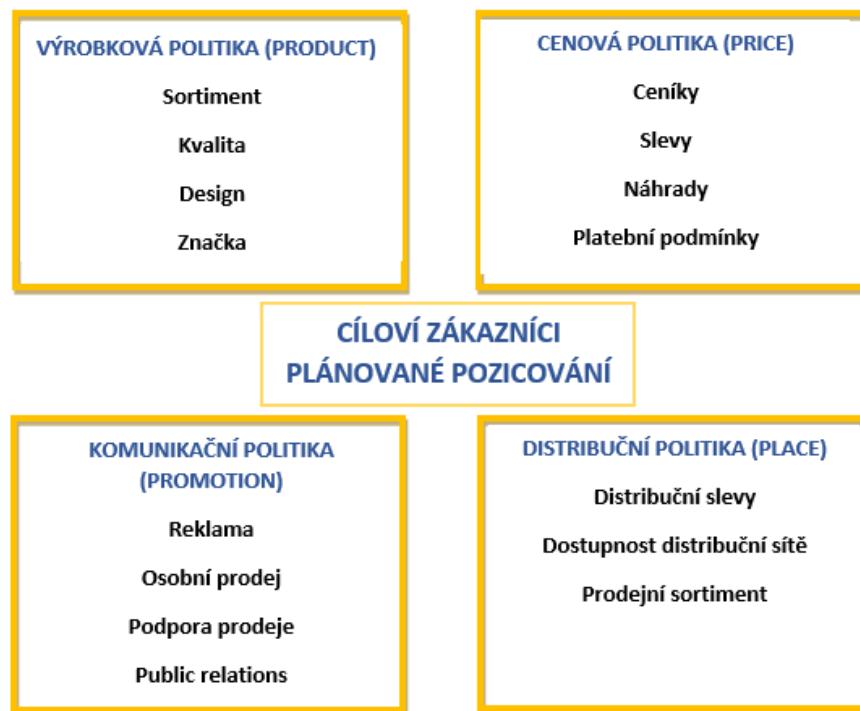 VÝROBKOVÁ POLITIKA (PRODUCT)
Sortiment
Kvalita
Design
Značka
CENOVÁ POLITIKA (PRICE)
Ceníky
Slevy
Náhrady
Platební podmínky
CÍLOVÍ ZÁKAZNÍCI
PLÁNOVANÉ POZICOVÁNÍ
KOMUNIKAČNÍ POLITIKA
(PROMOTION)
Reklama
Osobní prodej
Podpora prodeje
Public relations
DISTRIBUČNÍ POLITIKA (PLACE)
Distribuční slevy
Dostupnost distribuční sítě
Prodejní sortiment